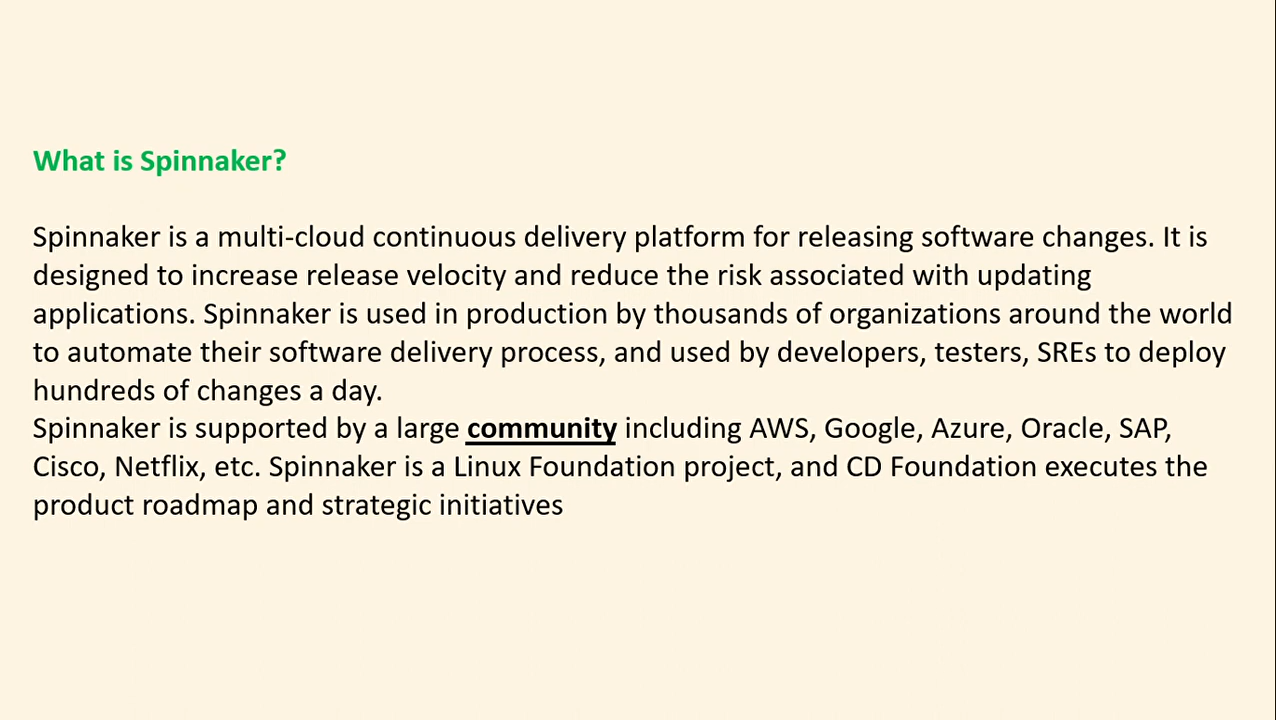 What is Spinnaker?
Spinnaker is a multi-cloud continuous delivery platform for releasing software changes. It is
designed to increase release velocity and reduce the risk associated with updating
applications. Spinnaker is used in production by thousands of organizations around the world
to automate their software delivery process, and used by developers, testers, SREs to deploy
hundreds of changes a day.
Spinnaker is supported by a large community including AWS, Google, Azure, Oracle, SAP,
Cisco, Netflix, etc. Spinnaker is a Linux Foundation project, and CD Foundation executes the
product roadmap and strategic initiatives